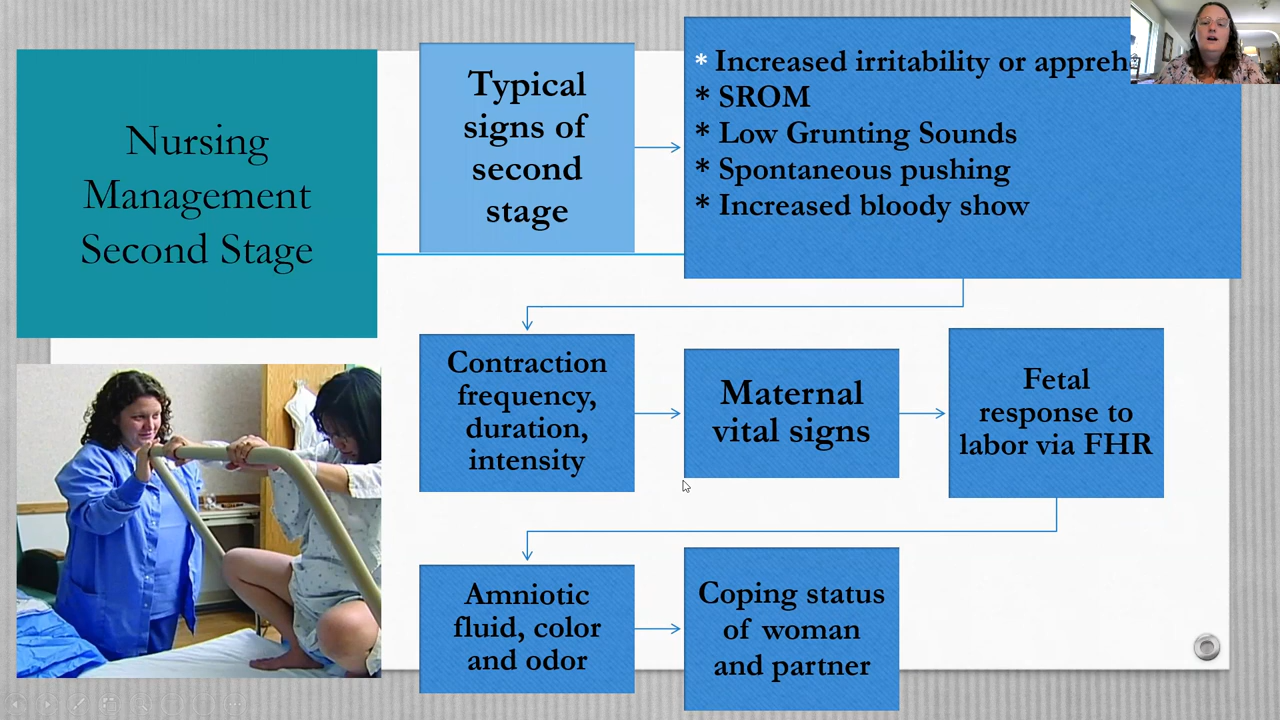 Nursing
Management
Second Stage
Typical
signs of
second
stage
* Increased irritability or appreh
* SROM
* Low Grunting Sounds
* Spontaneous pushing
* Increased bloody show
Contraction
frequency,
duration,
intensity
Maternal
vital signs
Fetal
response to
labor via FHR
Amniotic
fluid, color
and odor
Coping status
of woman
and partner